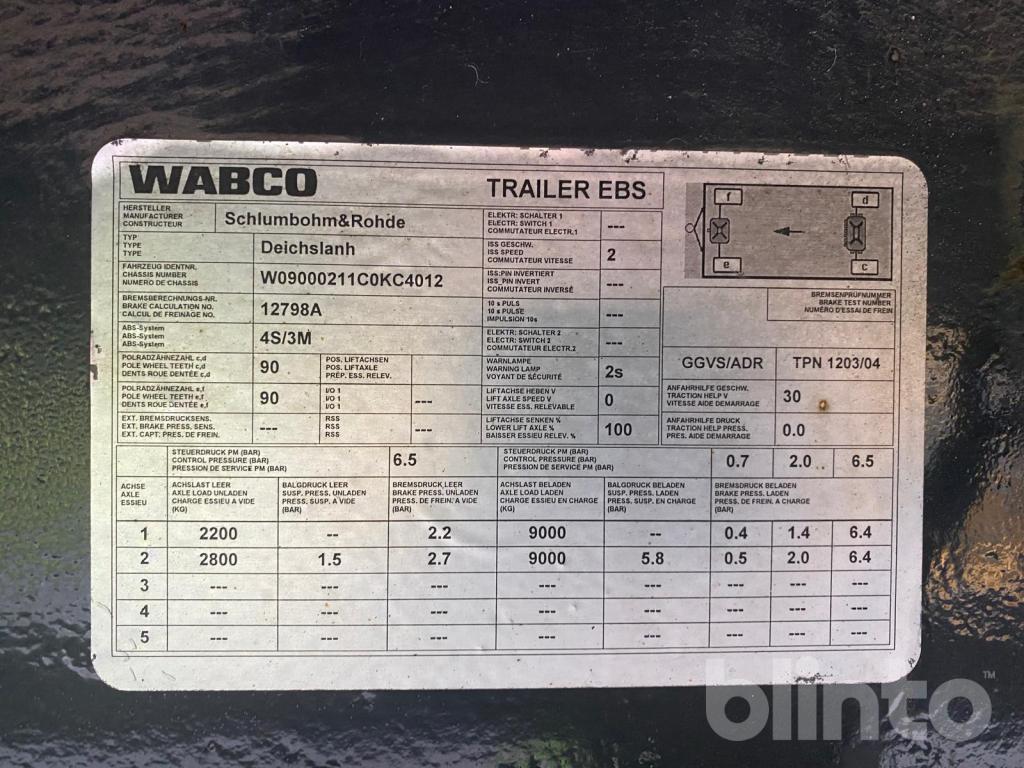 WABCO
TRAILER EBS
f
d
e
c
HERSTELLER
MANUFACTURER
CONSTRUCTEUR
Schlumbohm&Rohde
ELEKTR: SCHALTER 1
ELECTR: SWITCH 1
COMMUTATEUR ELECTR.1
---
TYP
TYPE
TYPE
Deichslanh
ISS GESCHW.
ISS SPEED
COMMUTATEUR VITESSE
2
FAHRZEUG IDENTNR.
CHASSIS NUMBER
NUMERO DE CHASSIS
W09000211C0KC4012
ISS:PIN INVERTIERT
ISS_PIN INVERT
COMMUTATEUR INVERSÉ
---
BREMSENPRÜFNUMMER
BRAKE TEST NUMBER
NUMÉRO D'ESSAI DE FREIN
BREMSBERECHNUNGS-NR.
BRAKE CALCULATION NO.
CALCUL DE FREINAGE NO.
12798A
10 s PULS
10 s PULSE
IMPULSION 10s
---
ABS-System
ABS-System
ABS-System
4S/3M
ELEKTR: SCHALTER 2
ELECTR: SWITCH 2
COMMUTATEUR ELECTR.2
---
GGVS/ADR
TPN 1203/04
POLRADZÄHNEZAHL c,d
POLE WHEEL TEETH c,d
DENTS ROUE DENTÉE c,d
90
POS. LIFTACHSEN
POS. LIFTAXLE
PRÉP. ESS. RELEV.
WARNLAMPE
WARNING LAMP
VOYANT DE SÉCURITÉ
2s
POLRADZÄHNEZAHL e,f
POLE WHEEL TEETH e,f
DENTS ROUE DENTÉE e,f
90
I/O 1
I/O 1
I/O 1
---
LIFTACHSE HEBEN V
LIFT AXLE SPEED V
VITESSE ESS. RELEVABLE
0
ANFAHRHILFE GESCHW.
TRACTION HELP V
VITESSE AIDE DEMARRAGE
30
EXT. BREMSDRUCKSENS.
EXT. BRAKE PRESS. SENS.
EXT. CAPT. PRES. DE FREIN.
---
RSS
RSS
RSS
---
LIFTACHSE SENKEN %
LOWER LIFT AXLE %
BAISSER ESSIEU RELEV. %
100
ANFAHRHILFE DRUCK
TRACTION HELP PRESS.
PRES. AIDE DEMARRAGE
0.0
STEUERDRUCK PM (BAR)
CONTROL PRESSURE (BAR)
PRESSION DE SERVICE PM (BAR)
6.5
STEUERDRUCK PM (BAR)
CONTROL PRESSURE (BAR)
PRESSION DE SERVICE PM (BAR)
0.7 2.0 6.5
ACHSE
AXLE
ESSIEU
ACHSLAST LEER
AXLE LOAD UNLADEN
CHARGE ESSIEU A VIDE
(KG)
BALGDRUCK LEER
SUSP. PRESS. UNLADEN
PRESS. SUSP. A VIDE
(BAR)
BREMSDRUCK LEER
BRAKE PRESS. UNLADEN
PRESS. DE FREIN. A VIDE
(BAR)
ACHSLAST BELADEN
AXLE LOAD LADEN
CHARGE ESSIEU EN CHARGE
(KG)
BALGDRUCK BELADEN
SUSP. PRESS. LADEN
PRESS. SUSP. EN CHARGE
(BAR)
BREMSDRUCK BELADEN
BRAKE PRESS. LADEN
PRESS. DE FREIN. A CHARGE
(BAR)
1 2200 -- 2.2 9000 -- 0.4 1.4 6.4
2 2800 1.5 2.7 9000 5.8 0.5 2.0 6.4
3 --- --- --- --- --- --- --- ---
4 --- --- --- --- --- --- --- ---
5 --- --- --- --- --- --- --- ---
blinto™